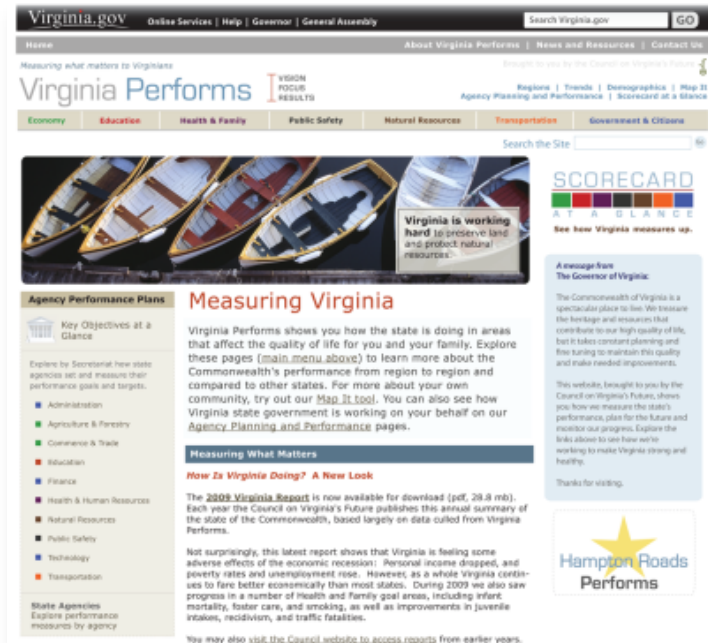 Virginia.gov Online Services | Help | Governor | General Assembly Search Virginia.gov GO
Home About Virginia Performs | News and Resources | Contact Us
Measuring what matters to Virginians
Brought to you by the Council on Virginia's Future
Virginia Performs
VISION
FOCUS
RESULTS
Regions | Trends | Demographics | Map It
Agency Planning and Performance | Scorecard at a Glance
Economy Education Health & Family Public Safety Natural Resources Transportation Government & Citizens
Search the Site
Virginia is working
hard to preserve land
and protect natural
resources.
SCORECARD
AT A GLANCE
See how Virginia measures up.
Agency Performance Plans
Key Objectives at a
Glance
Explore by Secretariat how state
agencies set and measure their
performance goals and targets.
Administration
Agriculture & Forestry
Commerce & Trade
Education
Finance
Health & Human Resources
Natural Resources
Public Safety
Technology
Transportation
State Agencies
Explore performance
measures by agency
Measuring Virginia
Virginia Performs shows you how the state is doing in areas
that affect the quality of life for you and your family. Explore
these pages (main menu above) to learn more about the
Commonwealth's performance from region to region and
compared to other states. For more about your own
community, try out our Map It tool. You can also see how
Virginia state government is working on your behalf on our
Agency Planning and Performance pages.
Measuring What Matters
How Is Virginia Doing? A New Look
The 2009 Virginia Report is now available for download (pdf, 28.8 mb).
Each year the Council on Virginia's Future publishes this annual summary of
the state of the Commonwealth, based largely on data culled from Virginia
Performs.
Not surprisingly, this latest report shows that Virginia is feeling some
adverse effects of the economic recession: Personal income dropped, and
poverty rates and unemployment rose. However, as a whole Virginia contin-
ues to fare better economically than most states. During 2009 we also saw
progress in a number of Health and Family goal areas, including infant
mortality, foster care, and smoking, as well as improvements in juvenile
intakes, recidivism, and traffic fatalities.
You may also visit the Council website to access reports from earlier years.
A message from
The Governor of Virginia:
The Commonwealth of Virginia is a
spectacular place to live. We treasure
the heritage and resources that
contribute to our high quality of life,
but it takes constant planning and
fine tuning to maintain this quality
and make needed improvements.
This website, brought to you by the
Council on Virginia's Future, shows
you how we measure the state's
performance, plan for the future and
monitor our progress. Explore the
links above to see how we're
working to make Virginia strong and
healthy.
Thanks for visiting.
Hampton Roads
Performs